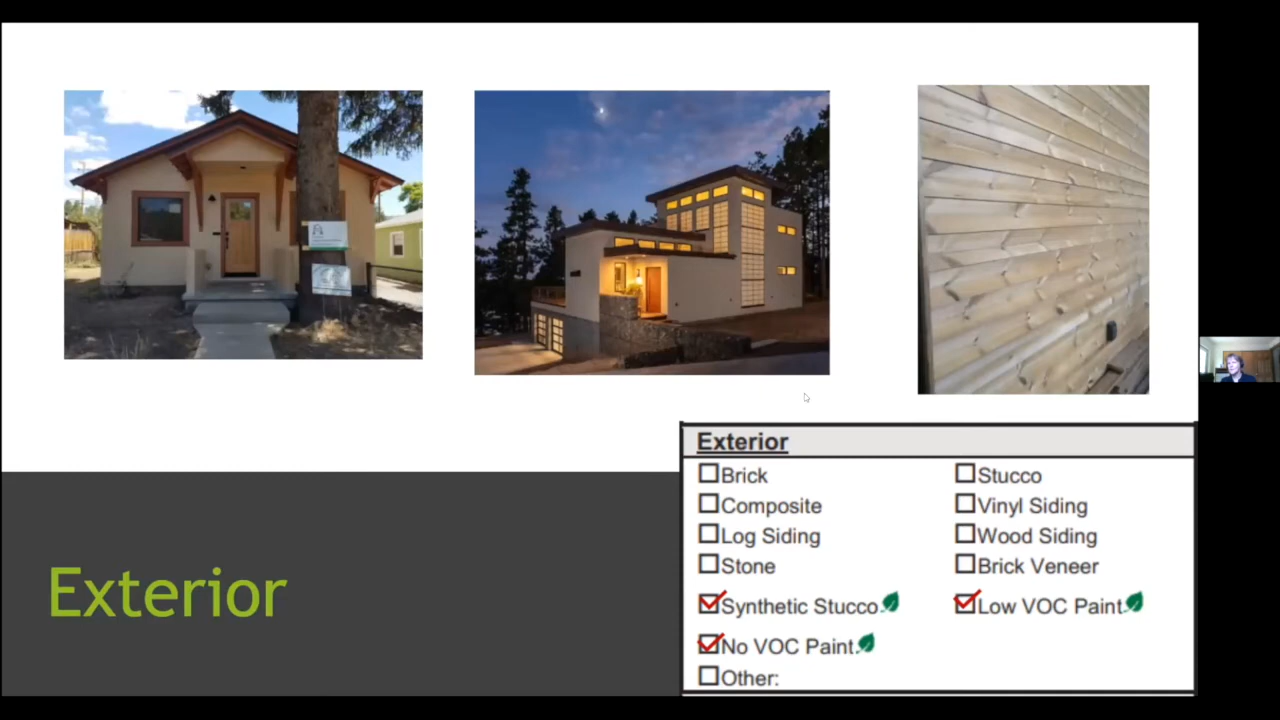 Exterior
Brick
Stucco
Composite
Vinyl Siding
Log Siding
Wood Siding
Stone
Brick Veneer
Synthetic Stucco
Low VOC Paint
No VOC Paint
Other:
Exterior